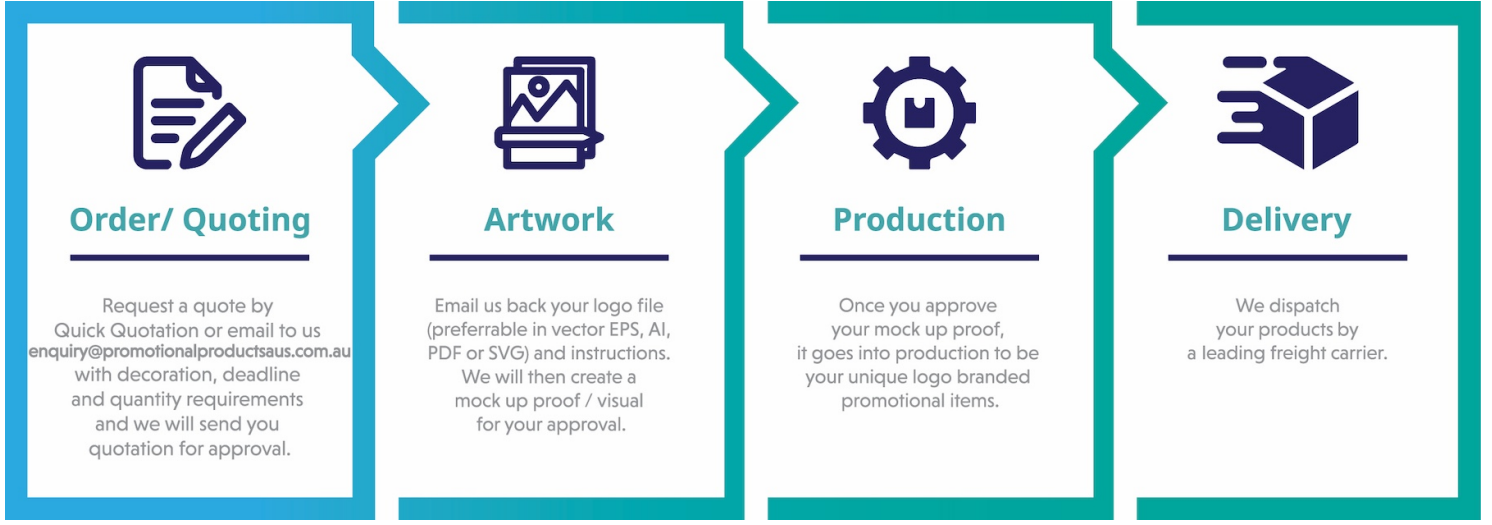 Order/ Quoting
Request a quote by
Quick Quotation or email to us
enquiry@promotionalproductsaus.com.au
with decoration, deadline
and quantity requirements
and we will send you
quotation for approval.
Artwork
Email us back your logo file
(preferrable in vector EPS, AI,
PDF or SVG) and instructions.
We will then create a
mock up proof / visual
for your approval.
Production
Once you approve
your mock up proof,
it goes into production to be
your unique logo branded
promotional items.
Delivery
We dispatch
your products by
a leading freight carrier.